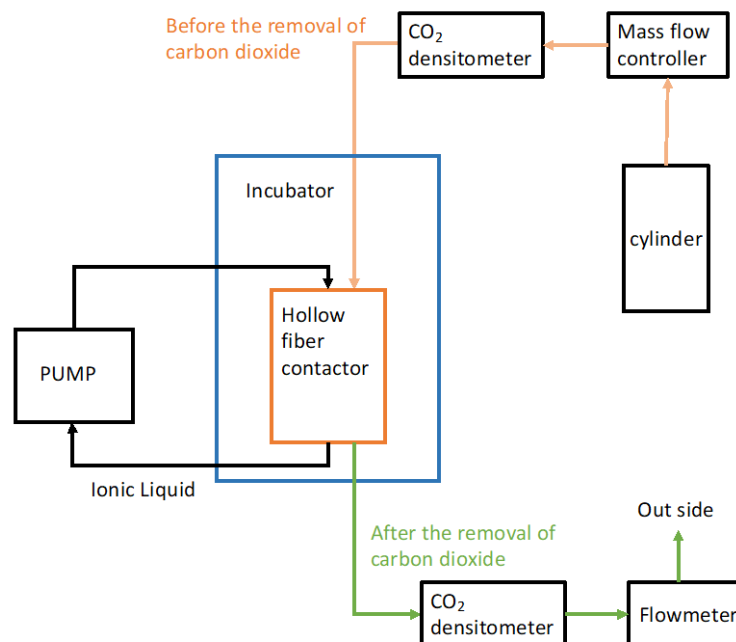 Before the removal of
carbon dioxide
CO₂
densitometer
Mass flow
controller
Incubator
cylinder
Hollow
fiber
contactor
PUMP
Ionic Liquid
Out side
After the removal of
carbon dioxide
CO₂
densitometer
Flowmeter